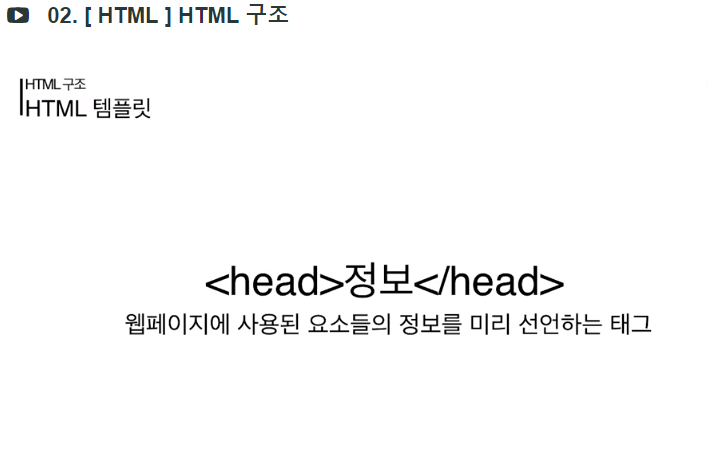 02. [ HTML ] HTML 구조
HTML 구조
HTML 템플릿
<head>정보</head>
웹페이지에 사용된 요소들의 정보를 미리 선언하는 태그